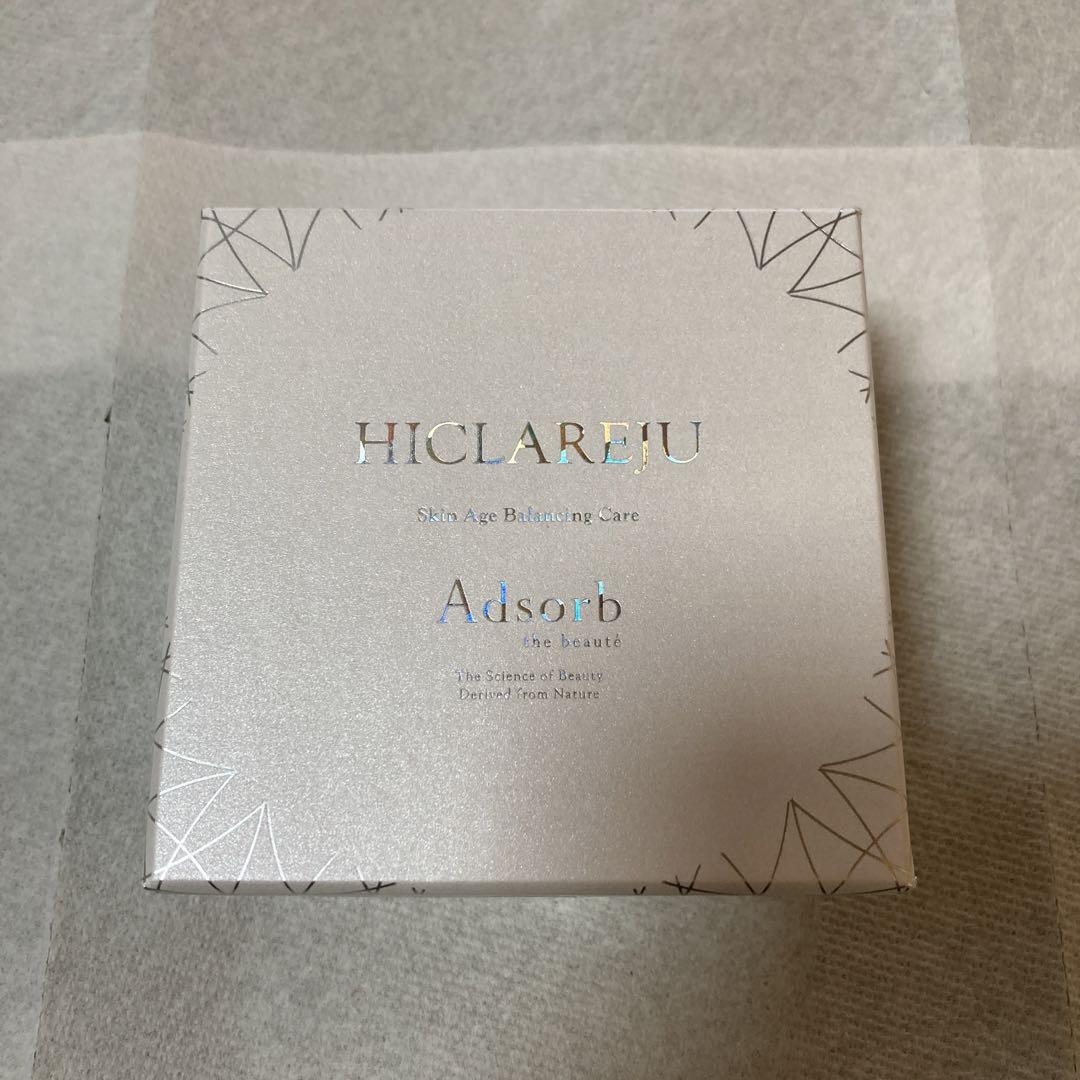 HICLAREJU
Skin Age Balancing Care
Adsorb
the beauté
The Science of Beauty
Derived from Nature